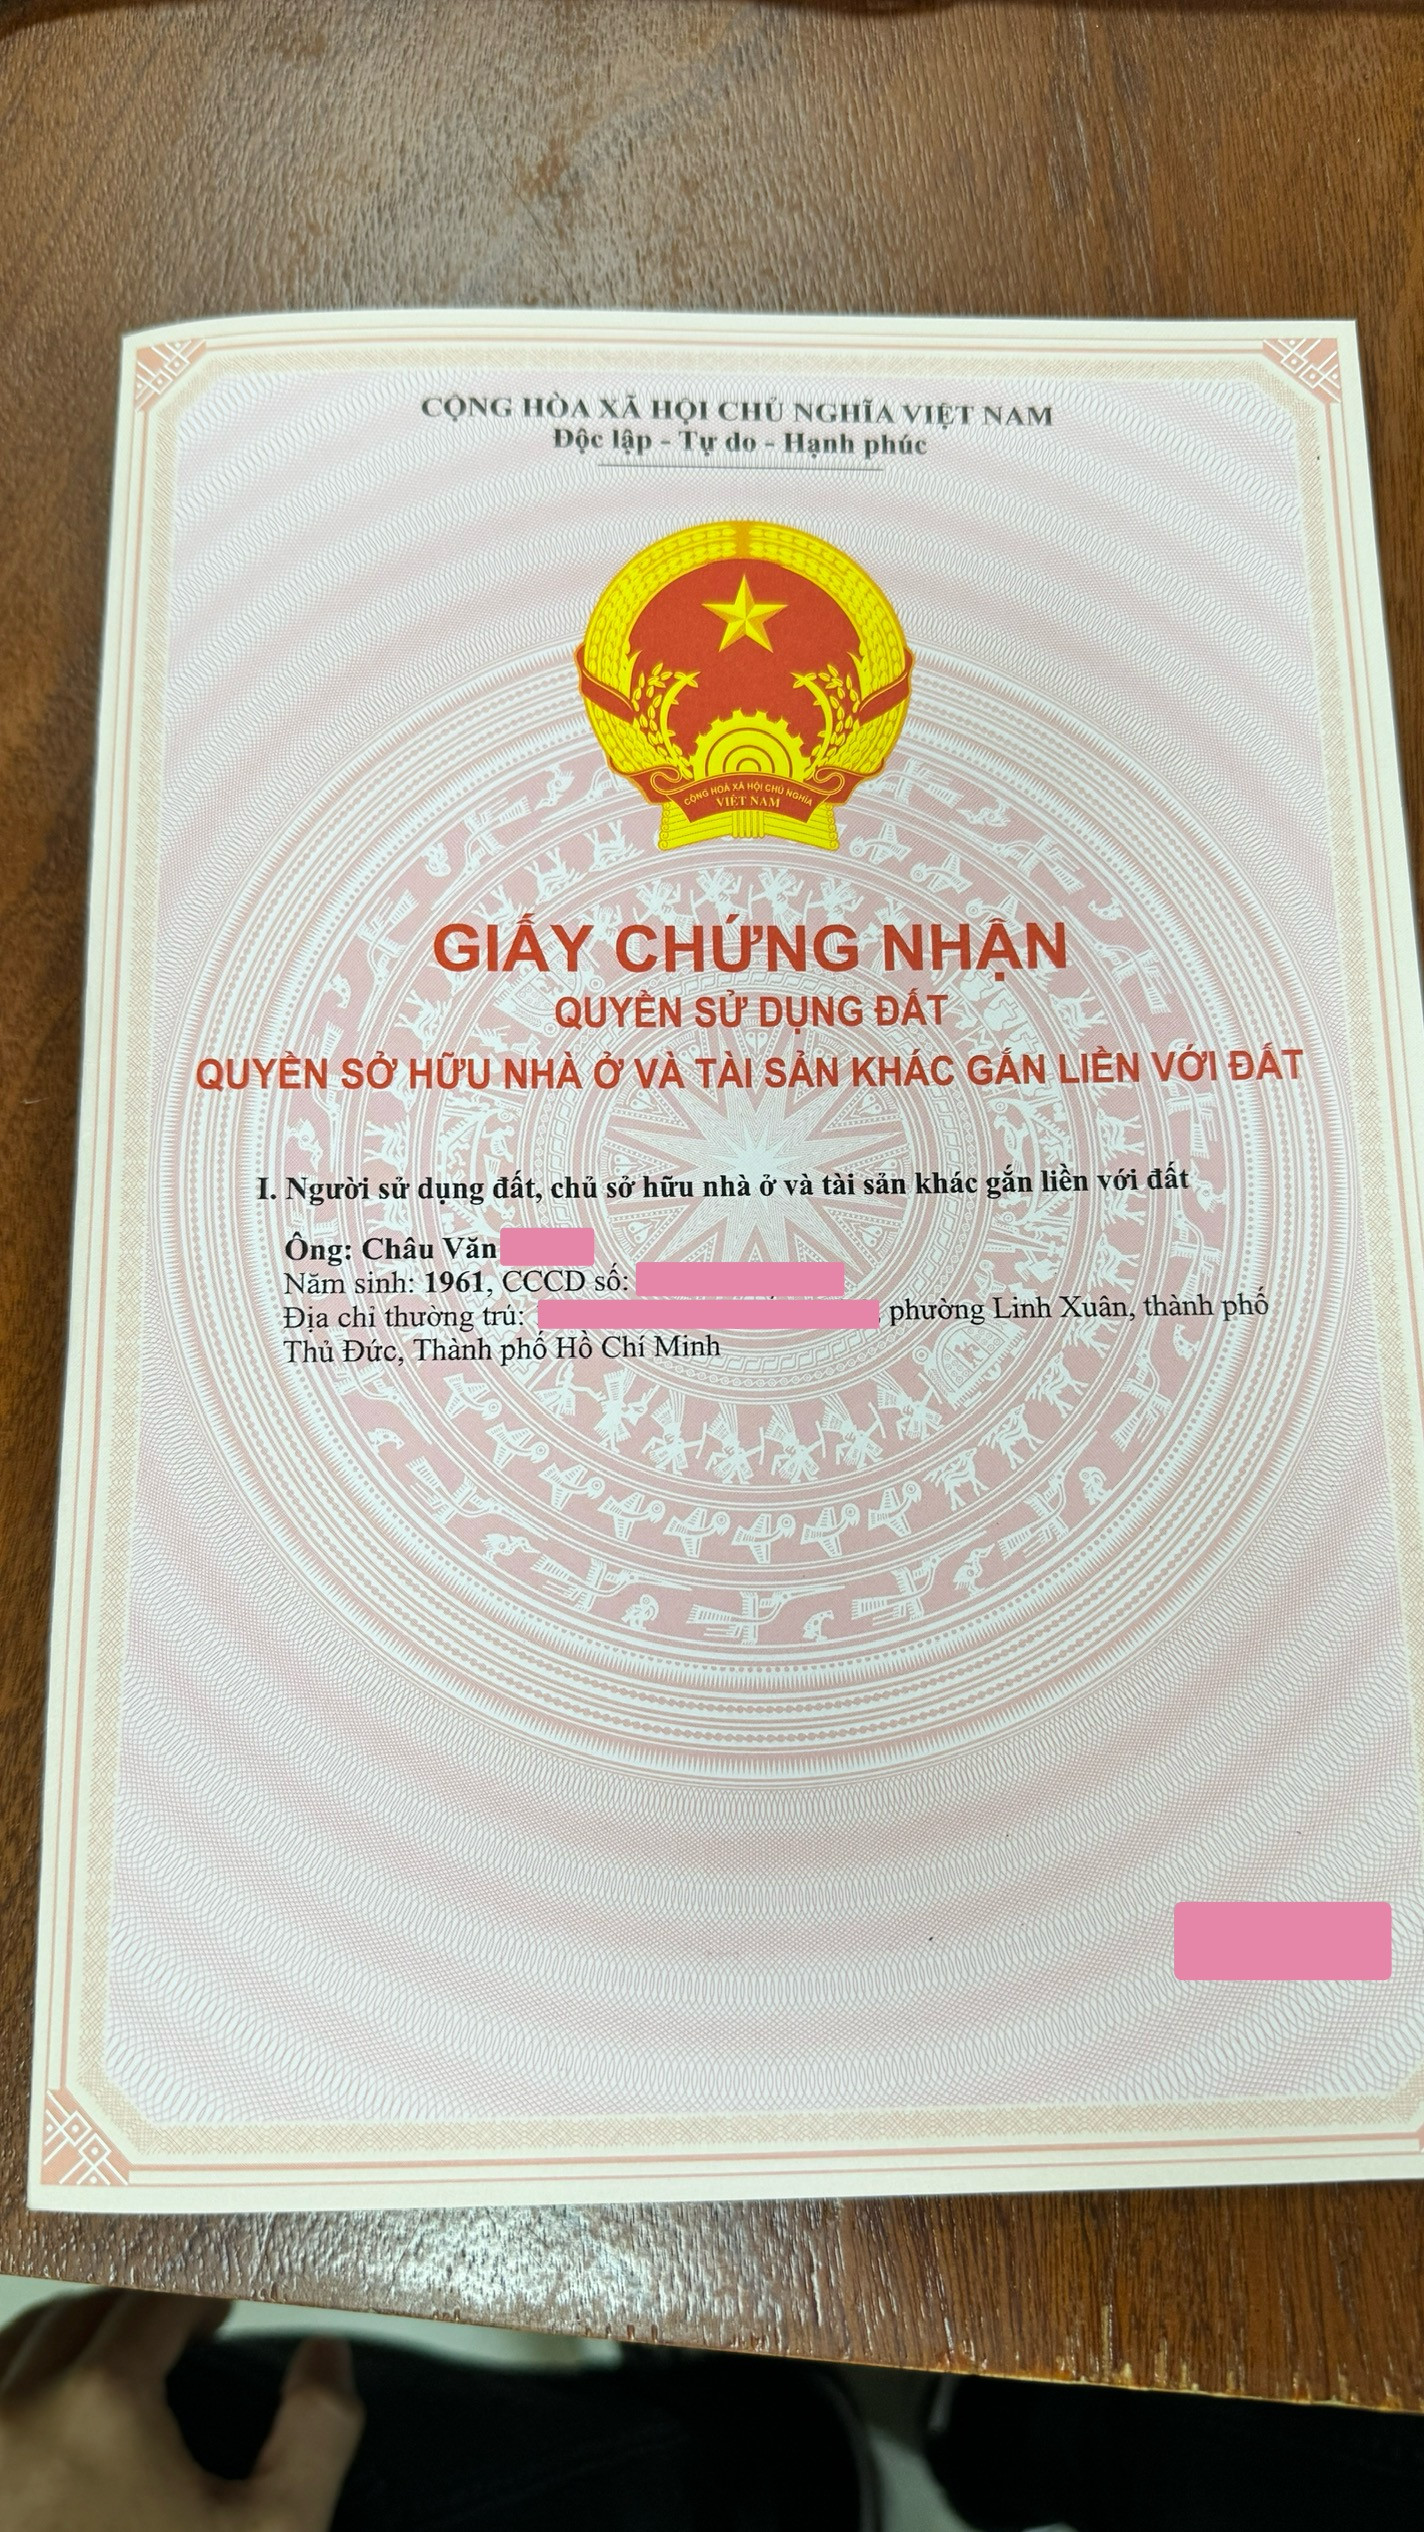 CỘNG HÒA XÃ HỘI CHỦ NGHĨA VIỆT NAM
Độc lập - Tự do - Hạnh phúc
CỘNG HOÀ XÃ HỘI CHỦ NGHĨA
VIỆT NAM
GIẤY CHỨNG NHẬN
QUYỀN SỬ DỤNG ĐẤT
QUYỀN SỞ HỮU NHÀ Ở VÀ TÀI SẢN KHÁC GẮN LIỀN VỚI ĐẤT
I. Người sử dụng đất, chủ sở hữu nhà ở và tài sản khác gắn liền với đất
Ông: Châu Văn
Năm sinh: 1961, CCCD số:
Địa chỉ thường trú: , phường Linh Xuân, thành phố
Thủ Đức, Thành phố Hồ Chí Minh